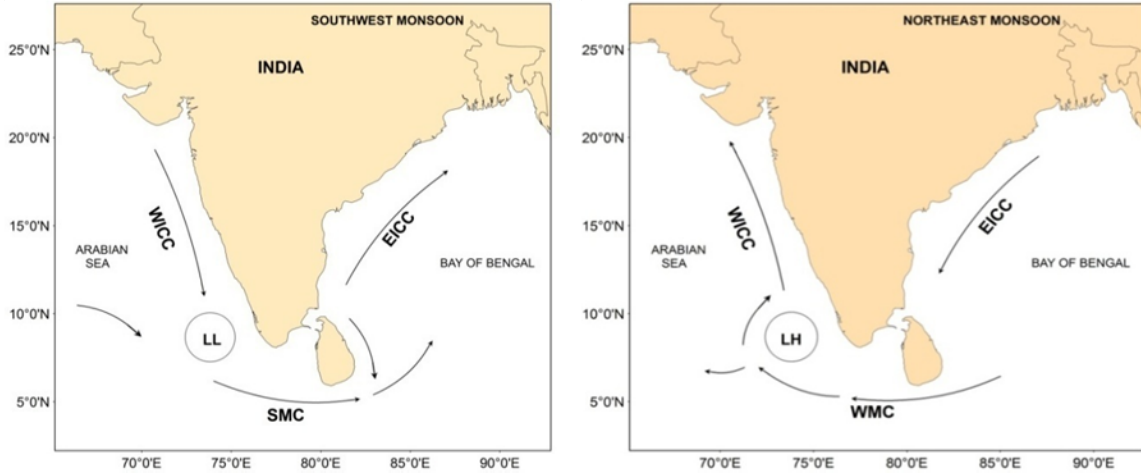 SOUTHWEST MONSOON
25°0'N
INDIA
20°0'N
WICC
EICC
15°0'N
ARABIAN
SEA
BAY OF BENGAL
10°0'N
LL
5°0'N
SMC
70°0'E 75°0'E 80°0'E 85°0'E 90°0'E
NORTHEAST MONSOON
25°0'N
INDIA
20°0'N
WICC
EICC
15°0'N
ARABIAN
SEA
BAY OF BENGAL
10°0'N
LH
5°0'N
WMC
70°0'E 75°0'E 80°0'E 85°0'E 90°0'E